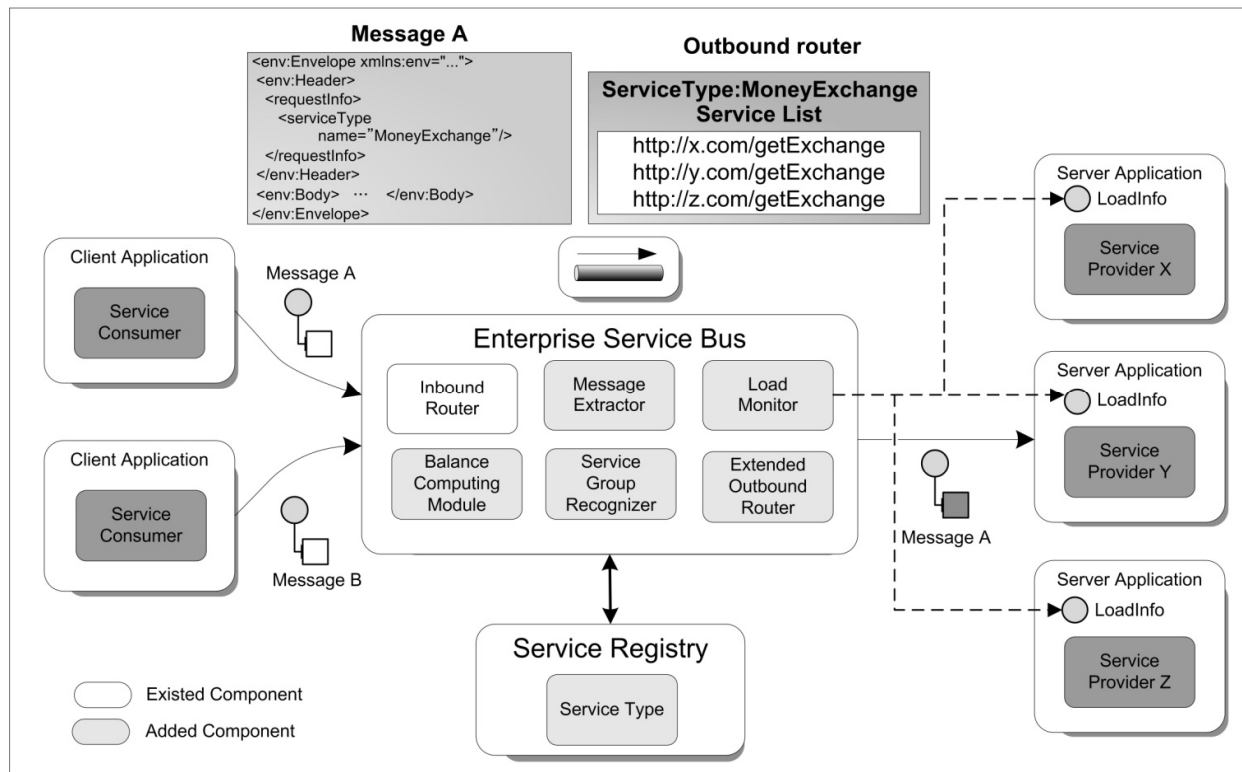 Message A
<env:Envelope xmlns:env="...">
<env:Header>
<requestInfo>
<serviceType
name=”MoneyExchange”/>
</requestInfo>
</env:Header>
<env:Body> ··· </env:Body>
</env:Envelope>
Outbound router
ServiceType:MoneyExchange
Service List
http://x.com/getExchange
http://y.com/getExchange
http://z.com/getExchange
Client Application
Service
Consumer
Message A
Client Application
Service
Consumer
Message B
Enterprise Service Bus
Inbound
Router
Message
Extractor
Load
Monitor
Balance
Computing
Module
Service
Group
Recognizer
Extended
Outbound
Router
Message A
Server Application
LoadInfo
Service
Provider X
Server Application
LoadInfo
Service
Provider Y
Server Application
LoadInfo
Service
Provider Z
Service Registry
Service Type
Existed Component
Added Component